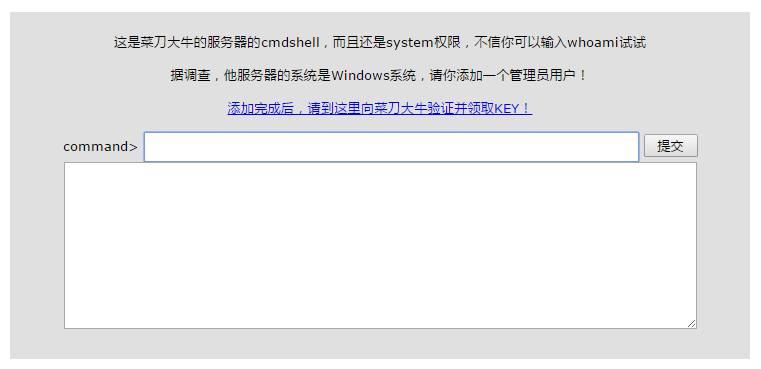 这是菜刀大牛的服务器的cmdshell，而且还是system权限，不信你可以输入whoami试试
据调查，他服务器的系统是Windows系统，请你添加一个管理员用户！
添加完成后，请到这里向菜刀大牛验证并领取KEY！
command> 提交